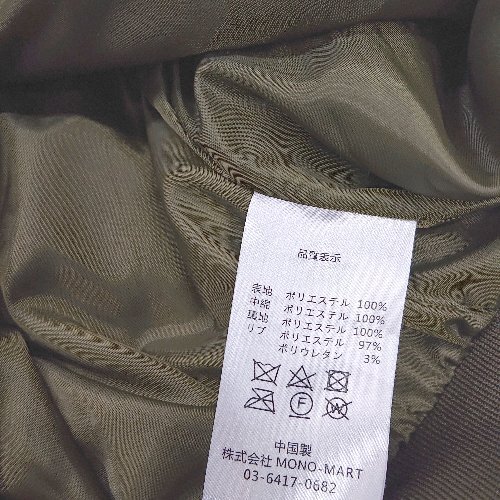 品質表示
表地 ポリエステル 100%
中綿 ポリエステル 100%
裏地 ポリエステル 100%
リブ ポリエステル 97%
ポリウレタン 3%
F
W
中国製
株式会社 MONO-MART
03-6417-0682